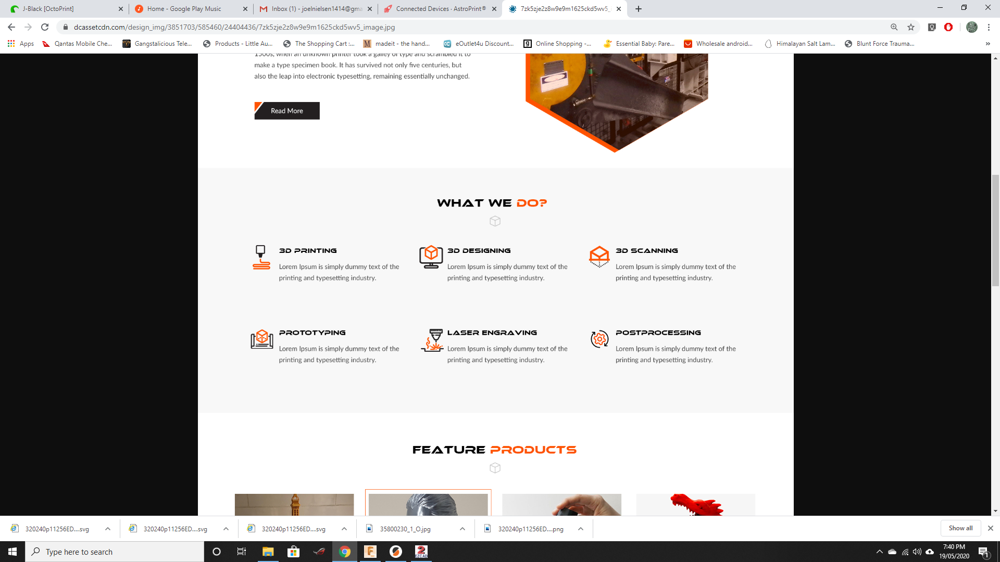 J-Black [OctoPrint]
Home - Google Play Music
Inbox (1) - joelnielsen1414@gma
Connected Devices · AstroPrint®
7zk5zje2z8w9e9m1625ckd5wv5_
dcassetcdn.com/design_img/3851703/585460/24404436/7zk5zje2z8w9e9m1625ckd5wv5_image.jpg
Apps
Qantas Mobile Che...
Gangstalicious Tele...
Products - Little Au...
The Shopping Cart :...
madeit - the hand...
eOutlet4u Discount...
Online Shopping -...
Essential Baby: Pare...
Wholesale android...
Himalayan Salt Lam...
Blunt Force Trauma...
»
1500s, when an unknown printer took a galley of type and scrambled it to
make a type specimen book. It has survived not only five centuries, but
also the leap into electronic typesetting, remaining essentially unchanged.
Read More
WHAT WE DO?
3D PRINTING
Lorem Ipsum is simply dummy text of the
printing and typesetting industry.
3D DESIGNING
Lorem Ipsum is simply dummy text of the
printing and typesetting industry.
3D SCANNING
Lorem Ipsum is simply dummy text of the
printing and typesetting industry.
PROTOTYPING
Lorem Ipsum is simply dummy text of the
printing and typesetting industry.
LASER ENGRAVING
Lorem Ipsum is simply dummy text of the
printing and typesetting industry.
POSTPROCESSING
Lorem Ipsum is simply dummy text of the
printing and typesetting industry.
FEATURE PRODUCTS
320240p11256ED....svg
320240p11256ED....svg
320240p11256ED....svg
35800230_1_O.jpg
320240p11256ED....png
Show all
Type here to search
2
EZCAD
7:40 PM
19/05/2020
1